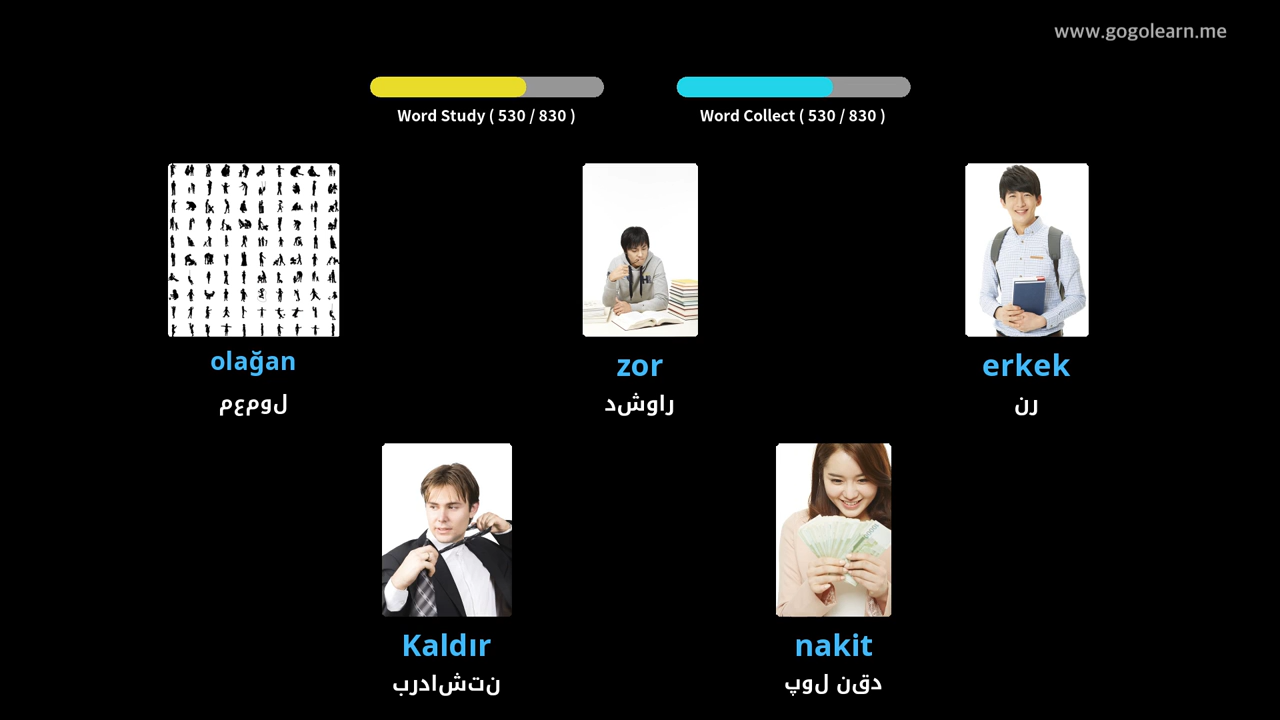 www.gogolearn.me
Word Study ( 530 / 830 )
Word Collect ( 530 / 830 )
olağan
zor
erkek
لومعم
راوشد
رن
Kaldır
nakit
نتشادرب
دقن لوپ